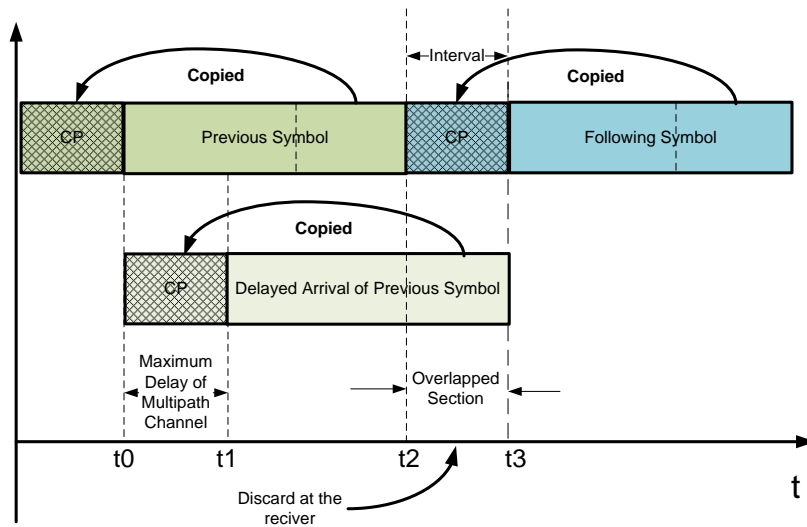 Interval
Copied
Copied
CP
Previous Symbol
CP
Following Symbol
Copied
CP
Delayed Arrival of Previous Symbol
Maximum
Delay of
Multipath
Channel
Overlapped
Section
t0
t1
t2
t3
t
Discard at the
reciver